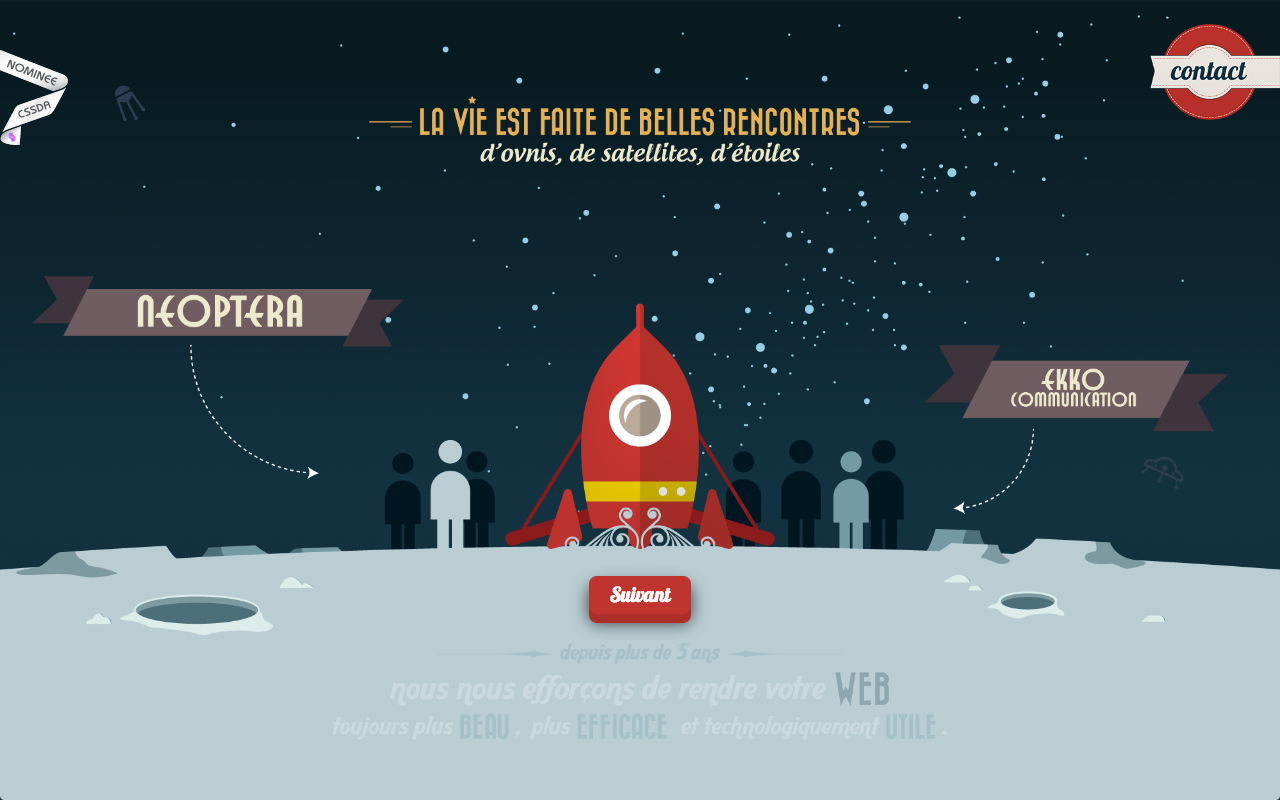 NOMINEE
CSSDA
contact
LA VIE EST FAITE DE BELLES RENCONTRES
d'ovnis, de satellites, d'étoiles
NEOPTERA
EKKO
COMMUNICATION
Suivant
depuis plus de 5 ans
nous nous efforçons de rendre votre WEB
toujours plus BEAU, plus EFFICACE et technologiquement UTILE.